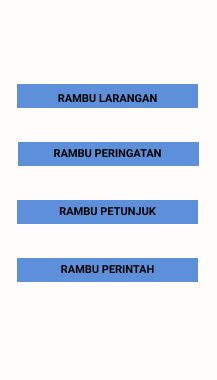 RAMBU LARANGAN
RAMBU PERINGATAN
RAMBU PETUNJUK
RAMBU PERINTAH